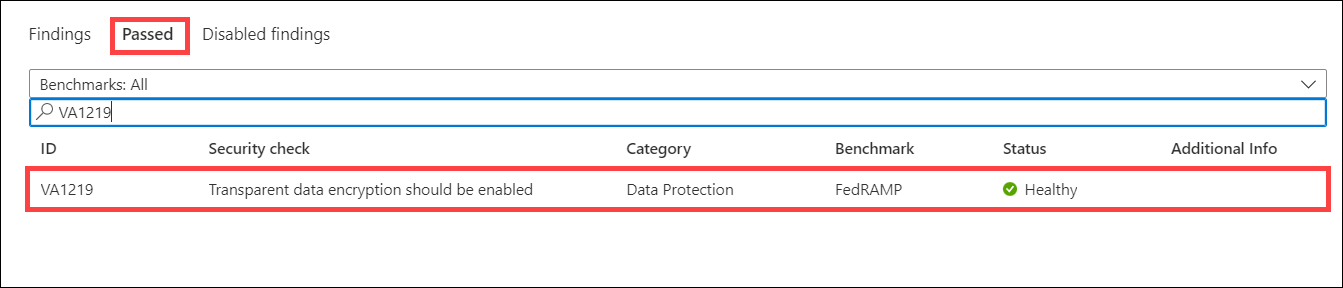 Findings Passed Disabled findings
Benchmarks: All
VA1219
ID Security check Category Benchmark Status Additional Info
VA1219 Transparent data encryption should be enabled Data Protection FedRAMP Healthy